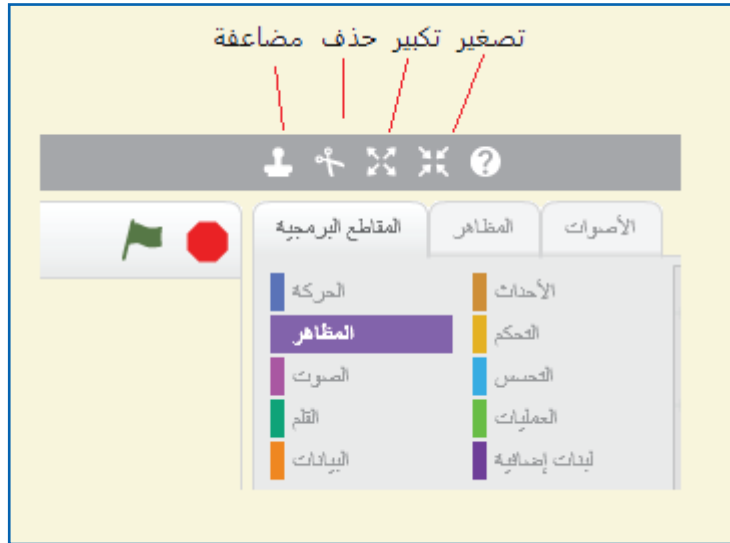 تصغير تكبير حذف مضاعفة
المقاطع البرمجية المظاهر الأصوات
الحركة الأحداث
المظاهر التحكم
الصوت التحسس
القلم العمليات
البيانات لبنات إضافية